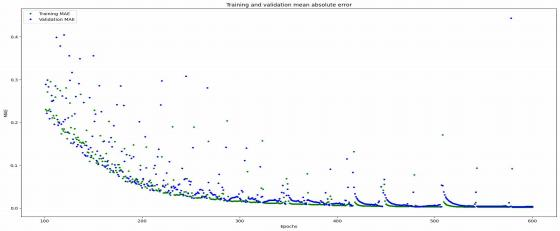 Training and validation mean absolute error
Training MAE
Validation MAE
0.4
0.3
0.2
0.1
0.0
MAE
100
200
300
400
500
600
Epochs